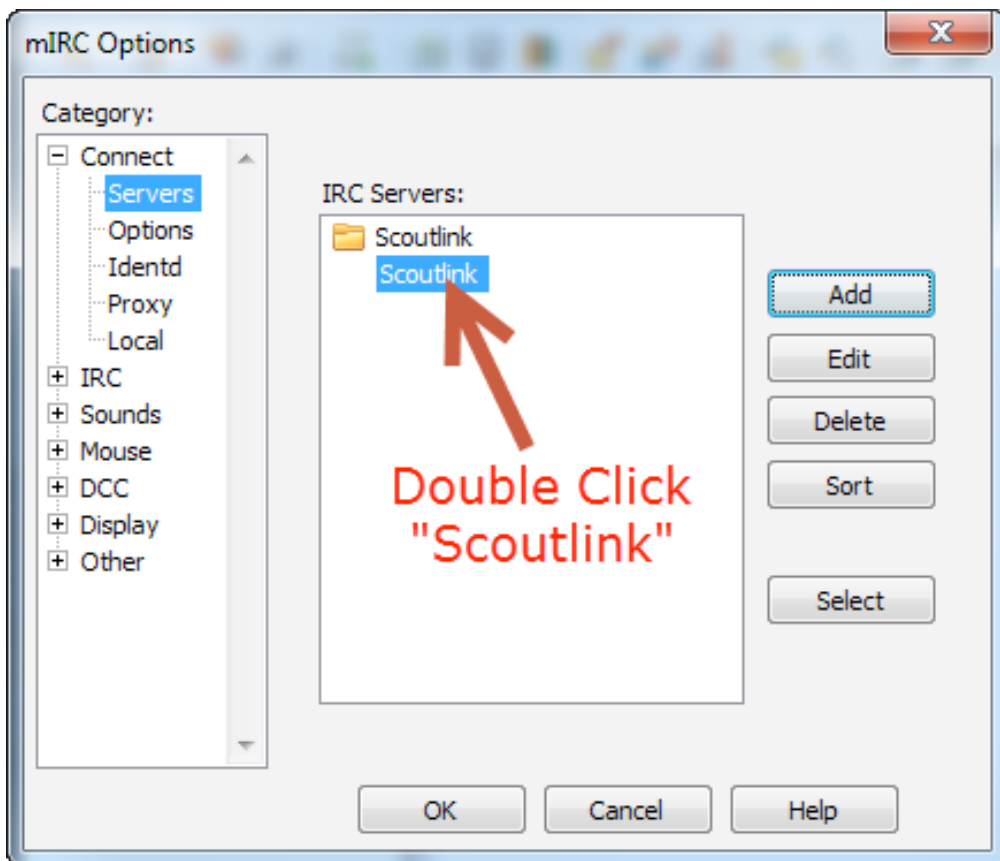 mIRC Options
Category:
Connect
Servers
Options
Identd
Proxy
Local
IRC
Sounds
Mouse
DCC
Display
Other
IRC Servers:
Scoutlink
Scoutlink
Double Click
"Scoutlink"
Add
Edit
Delete
Sort
Select
OK
Cancel
Help